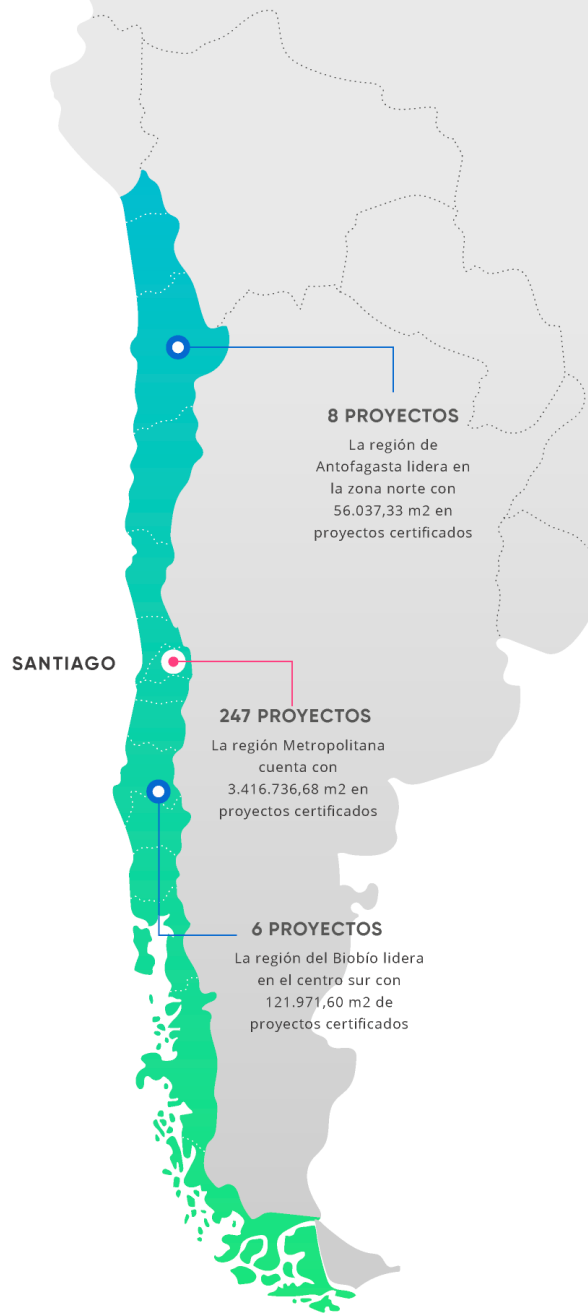 8 PROYECTOS
La región de
Antofagasta lidera en
la zona norte con
56.037,33 m2 en
proyectos certificados
SANTIAGO
247 PROYECTOS
La región Metropolitana
cuenta con
3.416.736,68 m2 en
proyectos certificados
6 PROYECTOS
La región del Biobío lidera
en el centro sur con
121.971,60 m2 de
proyectos certificados